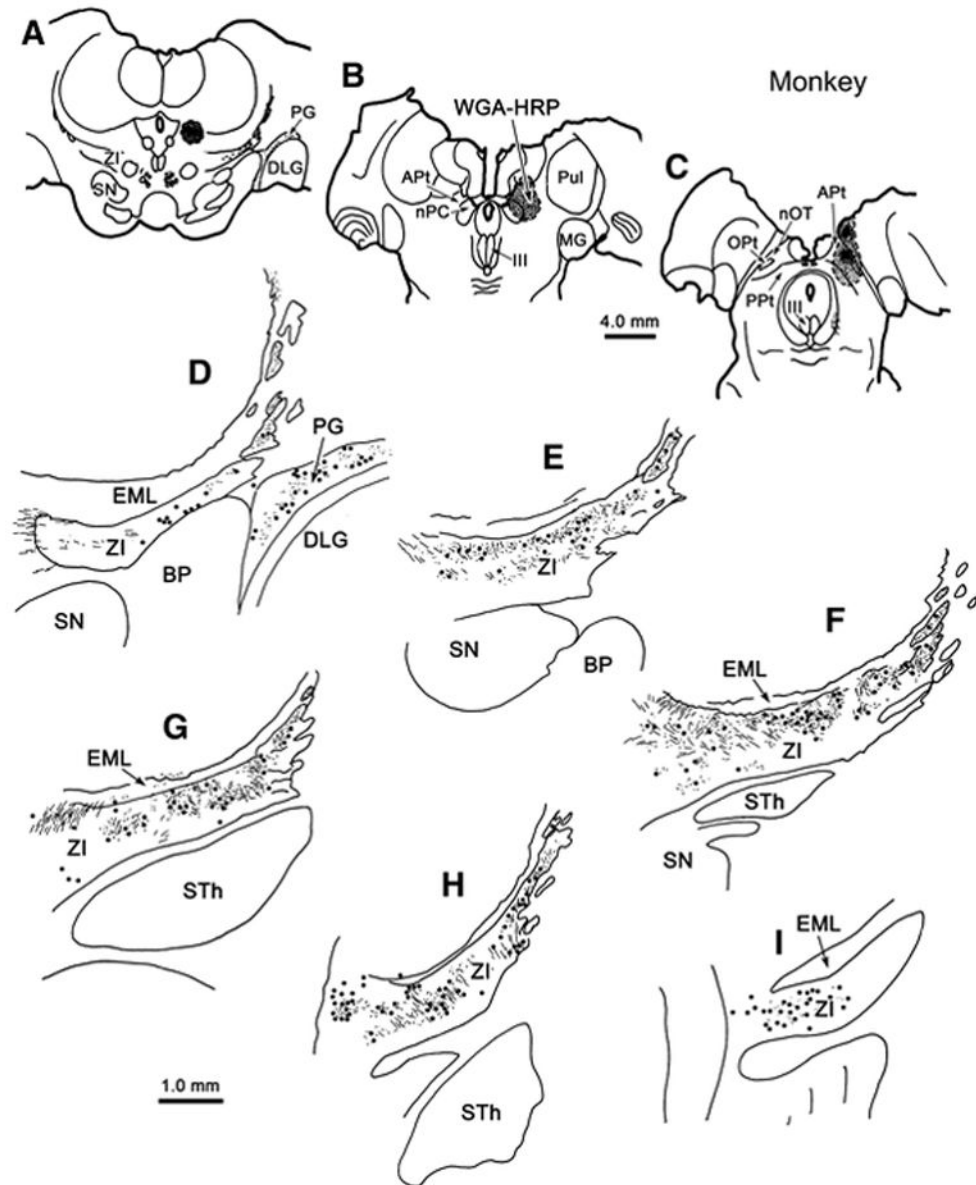 A
ZI
SN
PG
DLG
B
WGA-HRP
APt
nPC
Pul
III
MG
4.0 mm
Monkey
C
APt
nOT
OPt
PPt
III
D
PG
EML
ZI
BP
DLG
SN
E
ZI
SN
BP
F
EML
ZI
STh
SN
G
EML
ZI
STh
H
ZI
STh
I
EML
ZI
1.0 mm